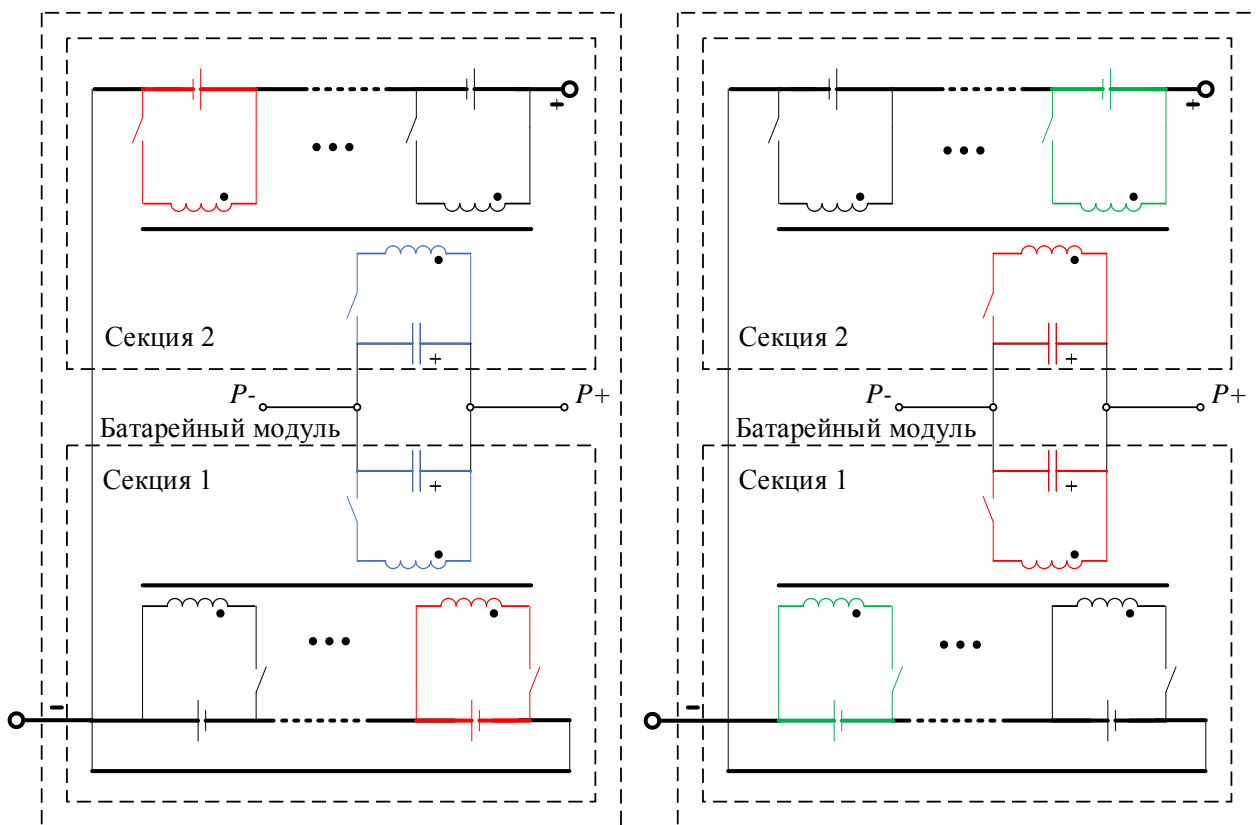 +
+
Секция 2
+
Секция 2
+
P-
P+
P-
P+
Батарейный модуль
Батарейный модуль
Секция 1
+
Секция 1
+
-
-